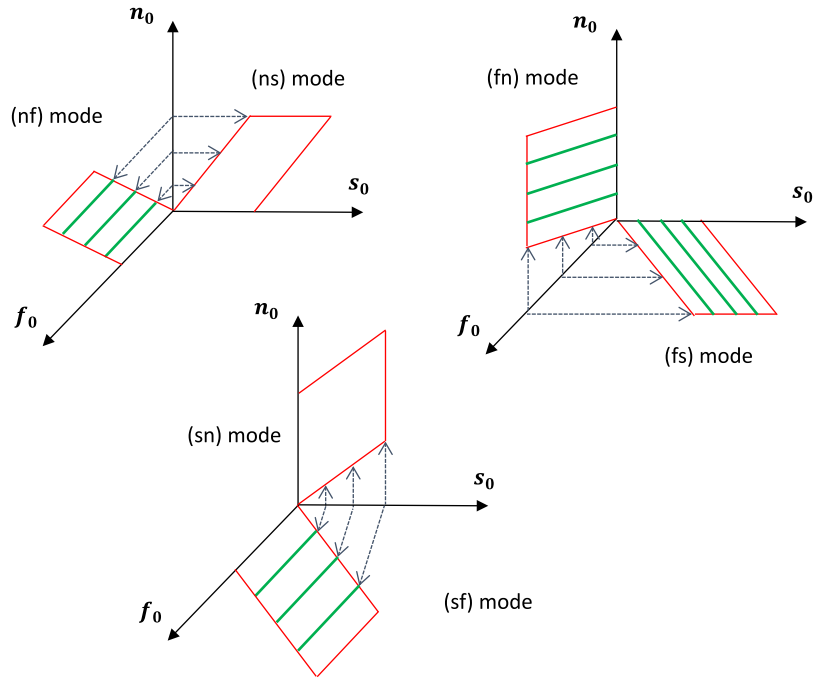 n₀
(ns) mode
(nf) mode
s₀
f₀
n₀
(fn) mode
s₀
f₀
(fs) mode
n₀
(sn) mode
s₀
f₀
(sf) mode